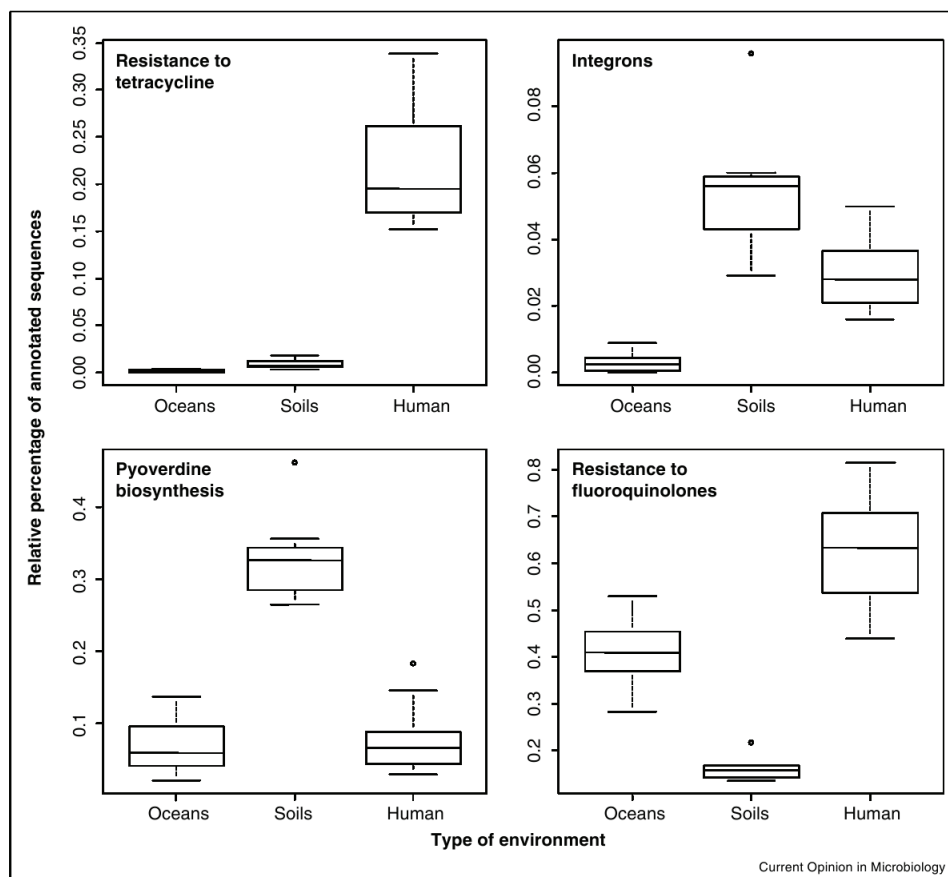 Relative percentage of annotated sequences
Resistance to
tetracycline
0.35
0.30
0.25
0.20
0.15
0.10
0.05
0.00
Oceans
Soils
Human
Integrons
0.08
0.06
0.04
0.02
0.00
Oceans
Soils
Human
Pyoverdine
biosynthesis
0.4
0.3
0.2
0.1
Oceans
Soils
Human
Resistance to
fluoroquinolones
0.8
0.7
0.6
0.5
0.4
0.3
0.2
Oceans
Soils
Human
Type of environment
Current Opinion in Microbiology